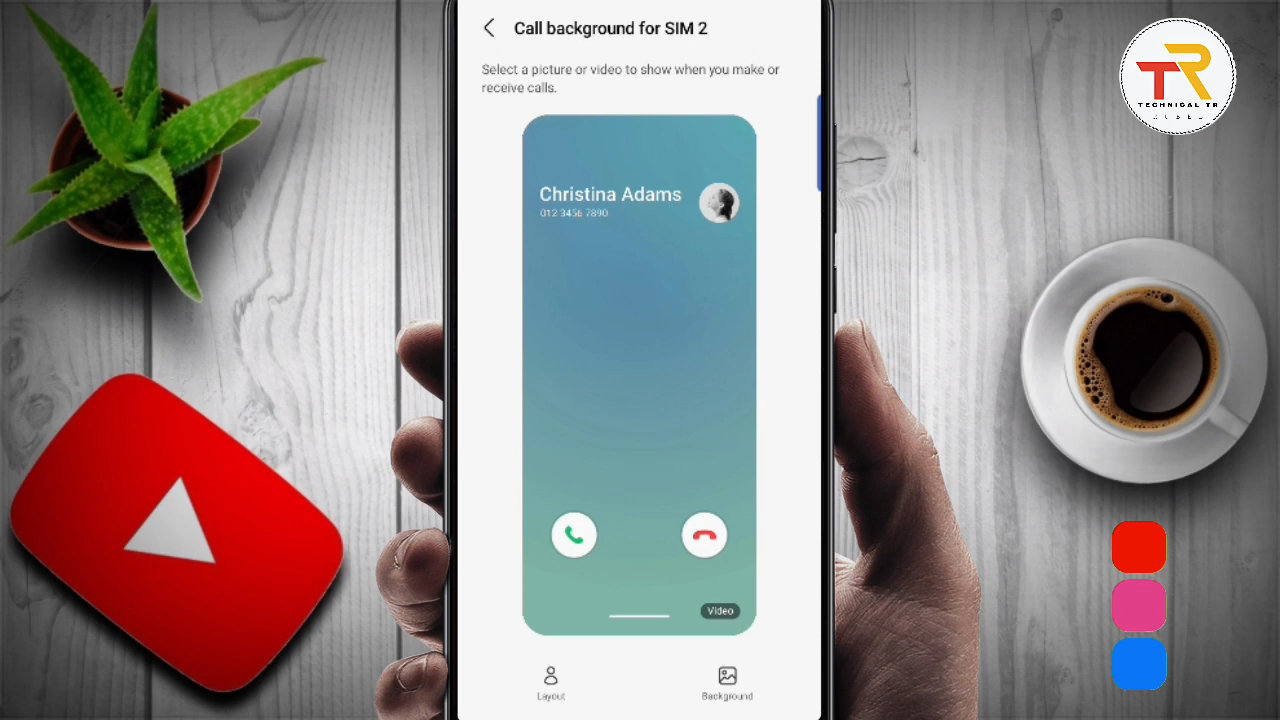 Call background for SIM 2
Select a picture or video to show when you make or
receive calls.
Christina Adams
012 3456 7890
Video
Layout
Background
TR
TECHNICAL TR